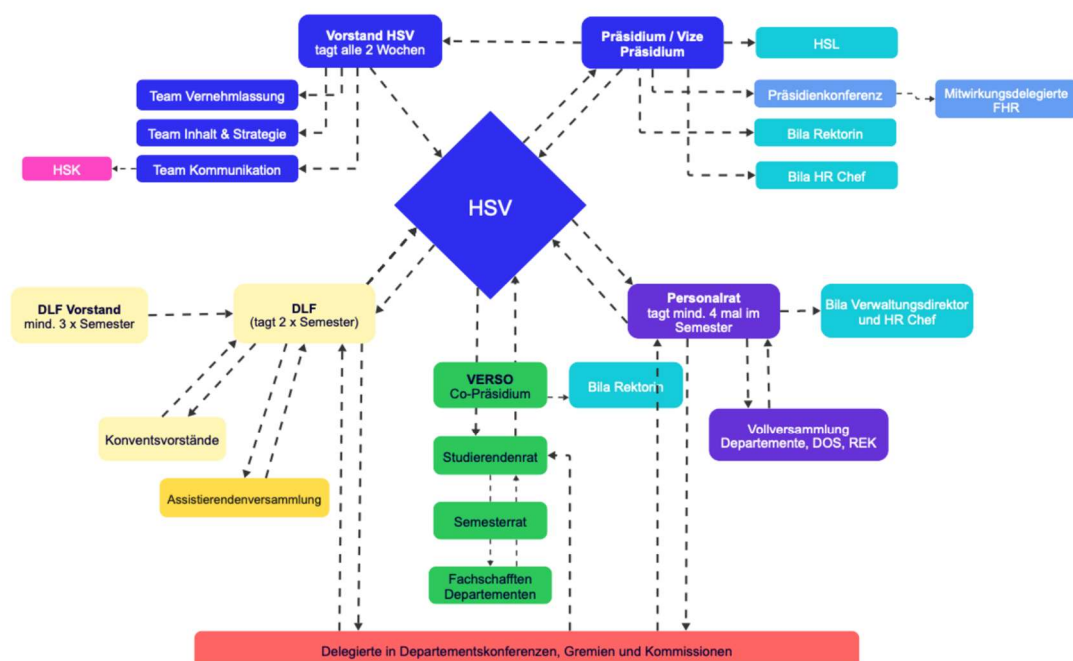 Vorstand HSV
tagt alle 2 Wochen
Präsidium / Vize
Präsidium
HSL
Team Vernehmlassung
Präsidienkonferenz
Mitwirkungsdelegierte
FHR
Team Inhalt & Strategie
Bila Rektorin
HSK
Team Kommunikation
Bila HR Chef
HSV
DLF Vorstand
mind. 3 x Semester
DLF
(tagt 2 x Semester)
Personalrat
tagt mind. 4 mal im
Semester
Bila Verwaltungsdirektor
und HR Chef
VERSO
Co-Präsidium
Bila Rektorin
Konventsvorstände
Studierendenrat
Vollversammlung
Departemente, DOS, REK
Assistierendenversammlung
Semesterrat
Fachschafften
Departementen
Delegierte in Departementskonferenzen, Gremien und Kommissionen